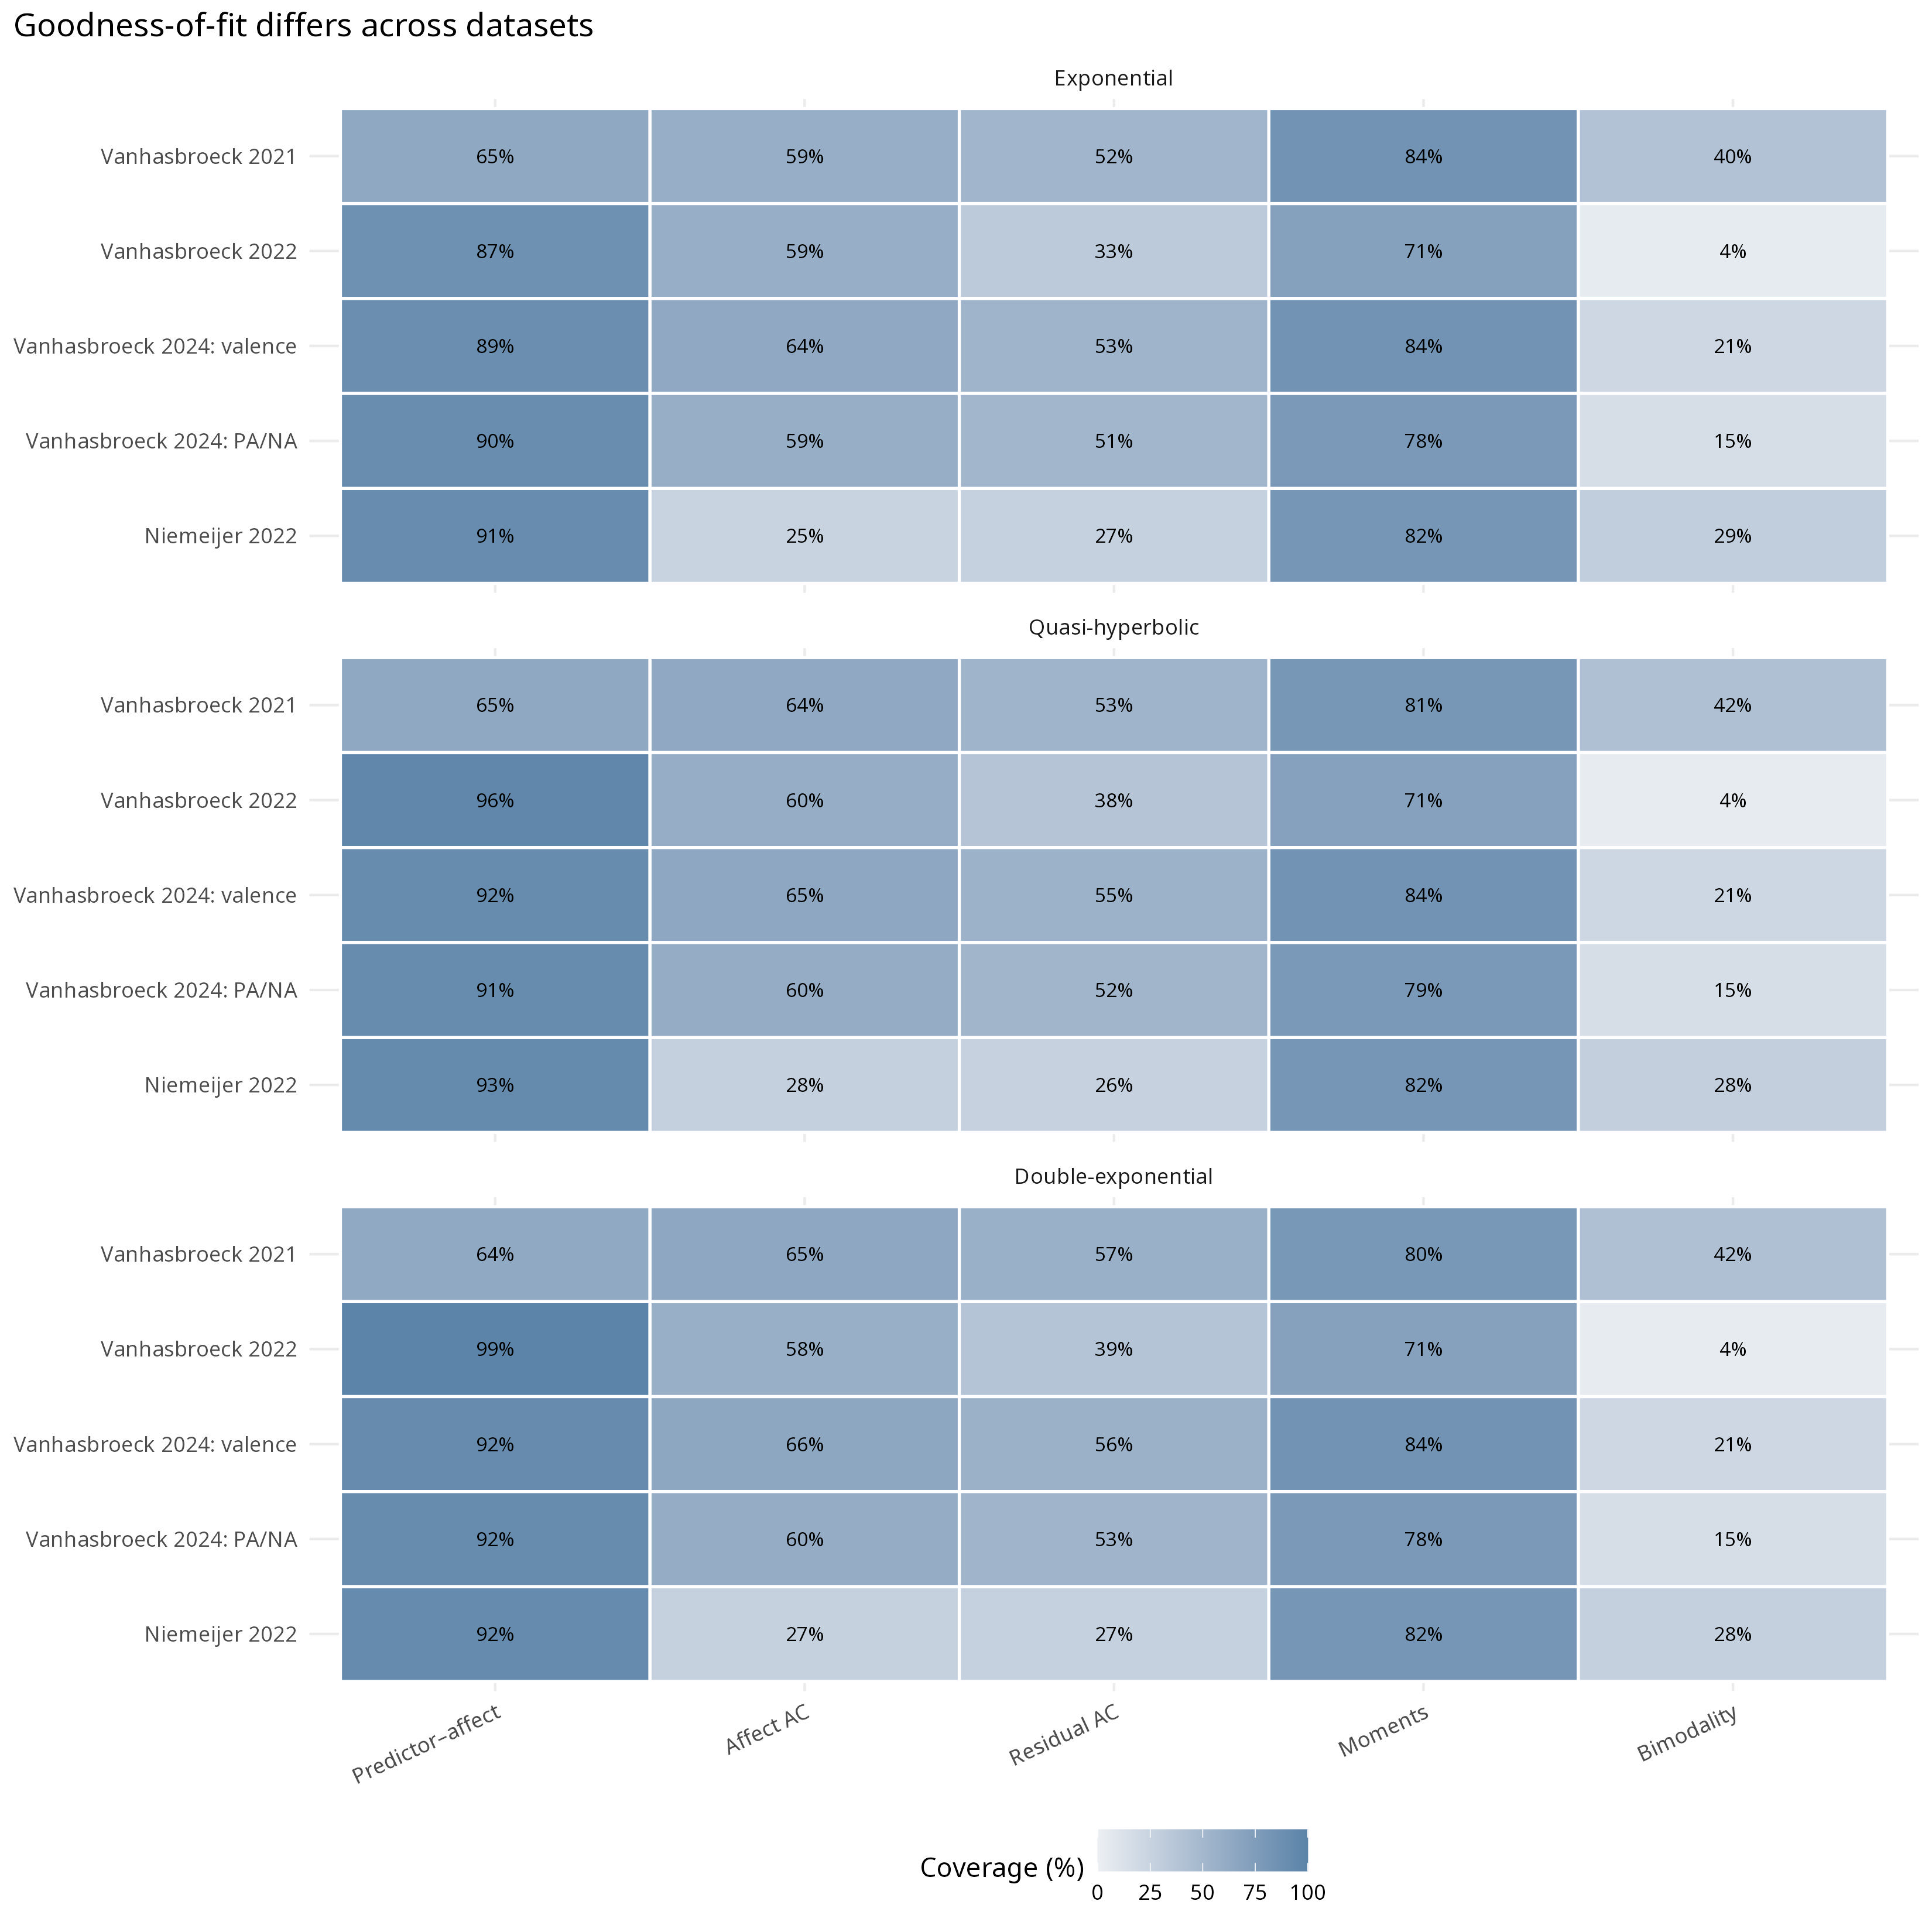 Goodness-of-fit differs across datasets
Exponential
Vanhasbroeck 2021 65% 59% 52% 84% 40%
Vanhasbroeck 2022 87% 59% 33% 71% 4%
Vanhasbroeck 2024: valence 89% 64% 53% 84% 21%
Vanhasbroeck 2024: PA/NA 90% 59% 51% 78% 15%
Niemeijer 2022 91% 25% 27% 82% 29%
Quasi-hyperbolic
Vanhasbroeck 2021 65% 64% 53% 81% 42%
Vanhasbroeck 2022 96% 60% 38% 71% 4%
Vanhasbroeck 2024: valence 92% 65% 55% 84% 21%
Vanhasbroeck 2024: PA/NA 91% 60% 52% 79% 15%
Niemeijer 2022 93% 28% 26% 82% 28%
Double-exponential
Vanhasbroeck 2021 64% 65% 57% 80% 42%
Vanhasbroeck 2022 99% 58% 39% 71% 4%
Vanhasbroeck 2024: valence 92% 66% 56% 84% 21%
Vanhasbroeck 2024: PA/NA 92% 60% 53% 78% 15%
Niemeijer 2022 92% 27% 27% 82% 28%
Predictor–affect Affect AC Residual AC Moments Bimodality
Coverage (%)
0 25 50 75 100